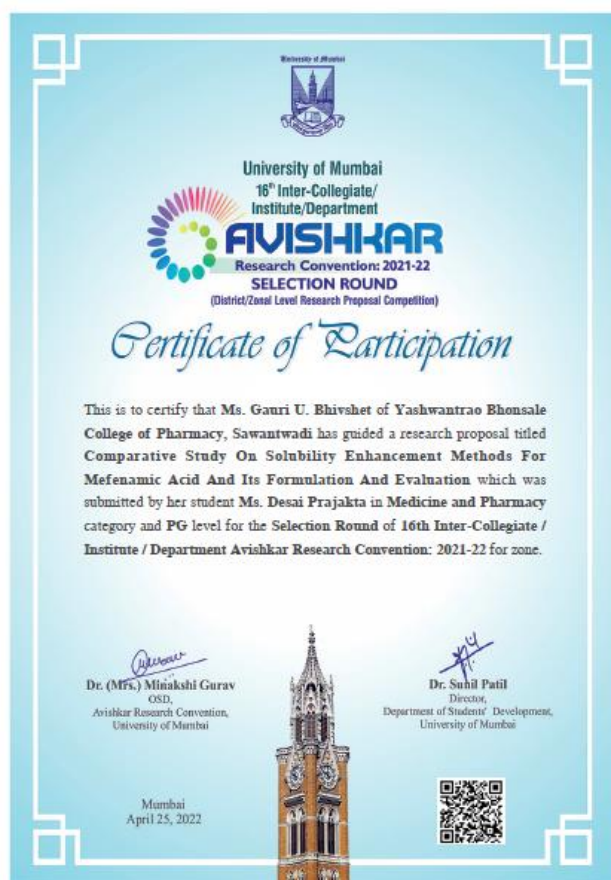 University of Mumbai
University of Mumbai
16th Inter-Collegiate/
Institute/Department
AVISHKAR
Research Convention: 2021-22
SELECTION ROUND
(District/Zonal Level Research Proposal Competition)
Certificate of Participation
This is to certify that Ms. Gauri U. Bhivshet of Yashwantrao Bhonsale
College of Pharmacy, Sawantwadi has guided a research proposal titled
Comparative Study On Solubility Enhancement Methods For
Mefenamic Acid And Its Formulation And Evaluation which was
submitted by her student Ms. Desai Prajakta in Medicine and Pharmacy
category and PG level for the Selection Round of 16th Inter-Collegiate /
Institute / Department Avishkar Research Convention: 2021-22 for zone.
Dr. (Mrs.) Minakshi Gurav
OSD,
Avishkar Research Convention,
University of Mumbai
Dr. Sunil Patil
Director,
Department of Students' Development,
University of Mumbai
Mumbai
April 25, 2022